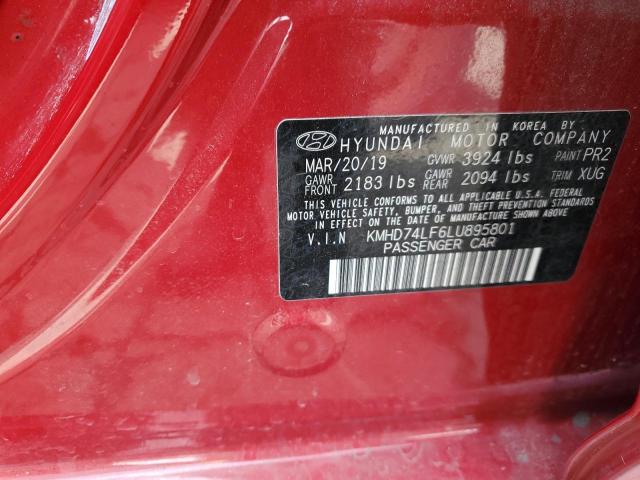 MANUFACTURED IN KOREA BY
HYUNDAI MOTOR COMPANY
MAR/20/19 GVWR 3924 lbs PAINT PR2
GAWR FRONT 2183 lbs GAWR REAR 2094 lbs TRIM XUG
THIS VEHICLE CONFORMS TO ALL APPLICABLE U.S.A. FEDERAL
MOTOR VEHICLE SAFETY, BUMPER, AND THEFT PREVENTION STANDARDS
IN EFFECT ON THE DATE OF MANUFACTURE SHOWN ABOVE.
V.I.N KMHD74LF6LU895801
PASSENGER CAR